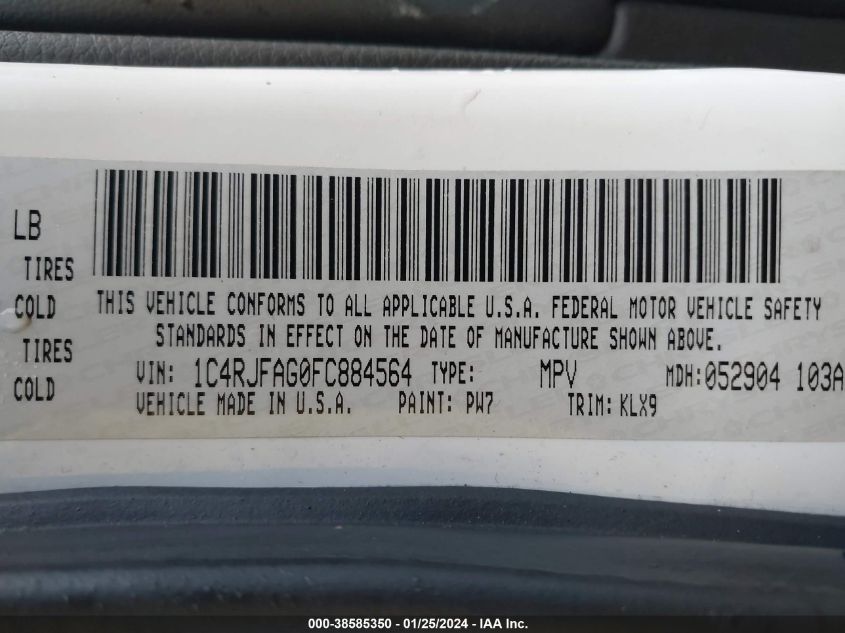 LB
TIRES
COLD
THIS VEHICLE CONFORMS TO ALL APPLICABLE U.S.A. FEDERAL MOTOR VEHICLE SAFETY
STANDARDS IN EFFECT ON THE DATE OF MANUFACTURE SHOWN ABOVE.
TIRES
COLD
VIN: 1C4RJFAG0FC884564 TYPE: MPV MDH:052904 103A
VEHICLE MADE IN U.S.A. PAINT: PW7 TRIM: KLX9
000-38585350 - 01/25/2024 - IAA Inc.